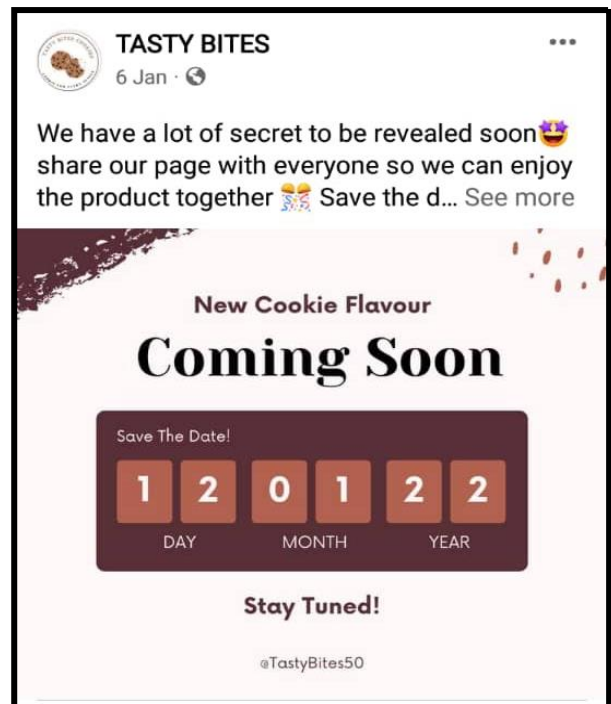 TASTY BITES
6 Jan ·
We have a lot of secret to be revealed soon🤩
share our page with everyone so we can enjoy
the product together 🎊 Save the d... See more
New Cookie Flavour
Coming Soon
Save The Date!
1 2 0 1 2 2
DAY MONTH YEAR
Stay Tuned!
@TastyBites50